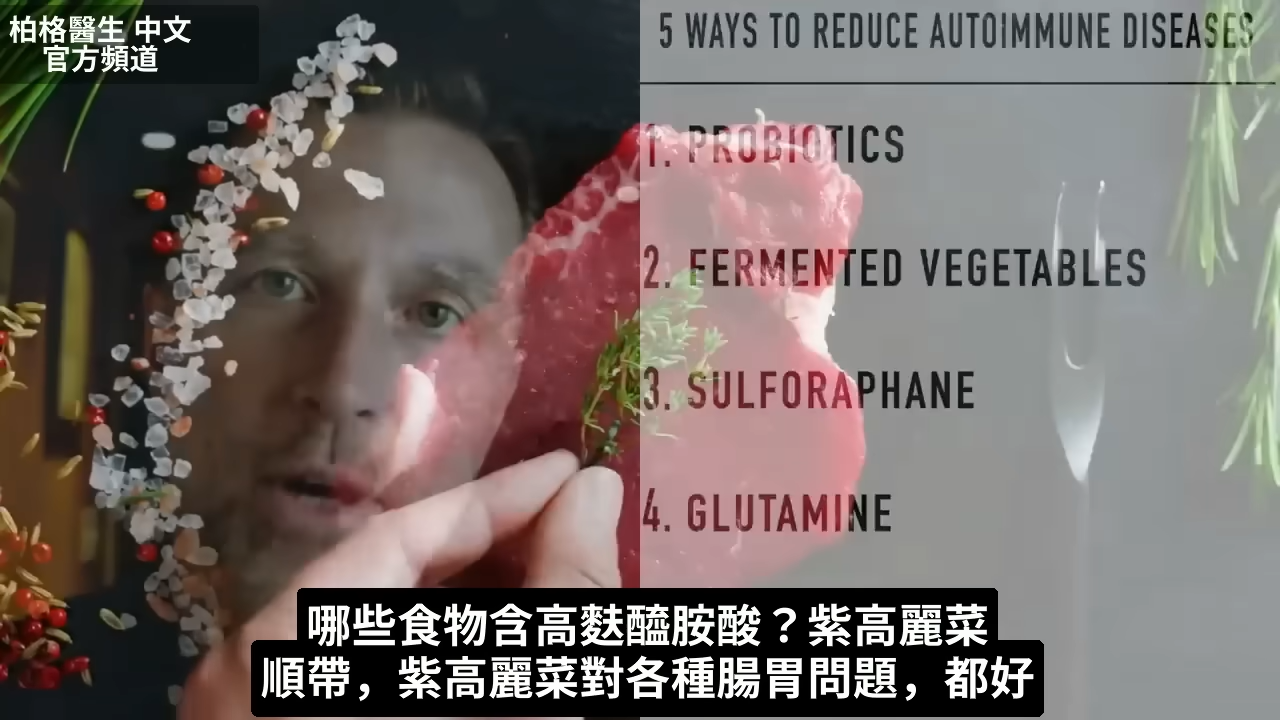 柏格醫生 中文
官方頻道
5 WAYS TO REDUCE AUTOIMMUNE DISEASES
1. PROBIOTICS
2. FERMENTED VEGETABLES
3. SULFORAPHANE
4. GLUTAMINE
哪些食物含高麩醯胺酸？紫高麗菜
順帶，紫高麗菜對各種腸胃問題，都好